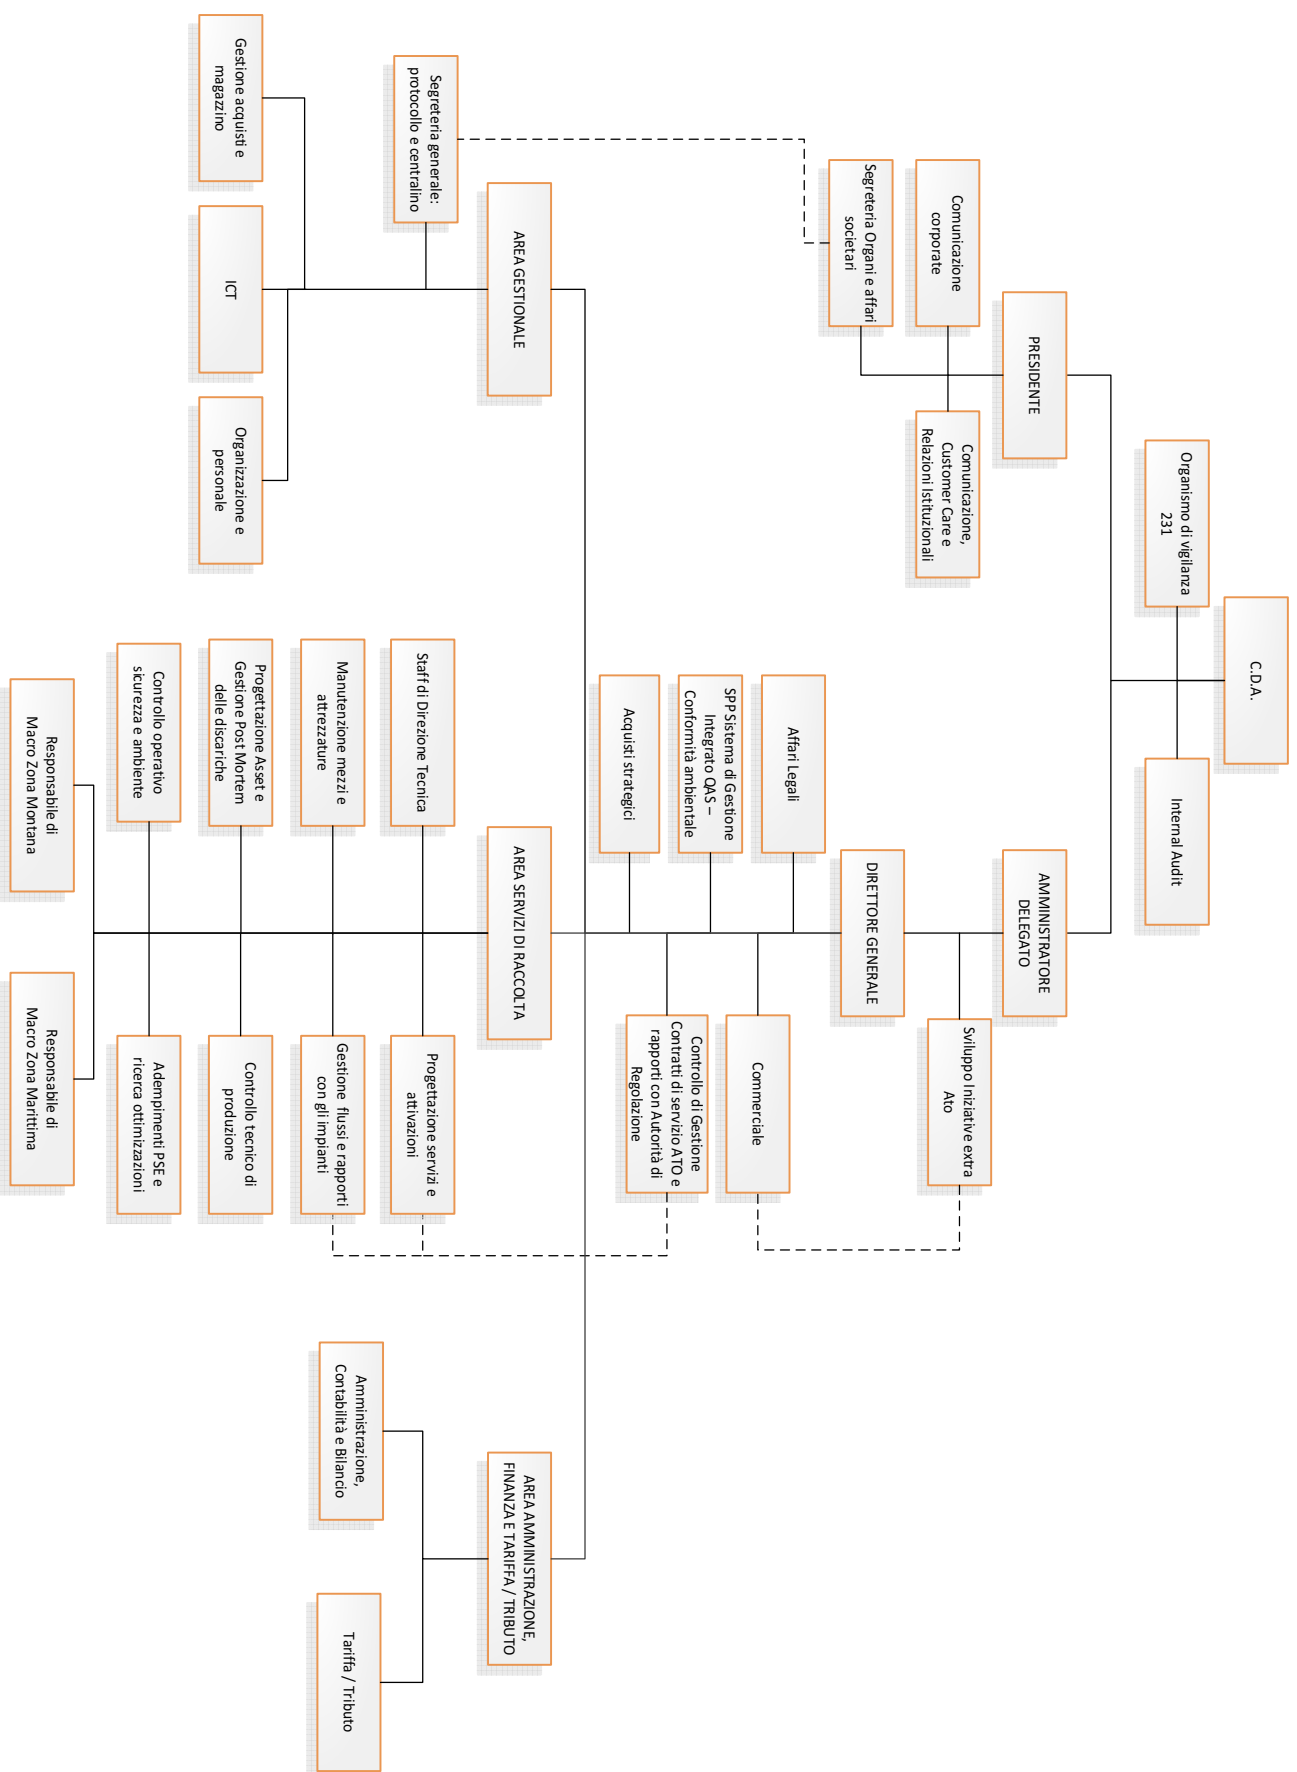 C.D.A.
Organismo di vigilanza
231
Internal Audit
PRESIDENTE
AMMINISTRATORE
DELEGATO
Comunicazione
corporate
Comunicazione,
Customer Care e
Relazioni Istituzionali
Sviluppo Iniziative extra
Ato
Segreteria Organi e affari
societari
DIRETTORE GENERALE
Affari Legali
Commerciale
SPP Sistema di Gestione
Integrato QAS –
Conformità ambientale
Controllo di Gestione
Contratti di servizio ATO e
rapporti con Autorità di
Regolazione
Acquisti strategici
AREA GESTIONALE
AREA SERVIZI DI RACCOLTA
AREA AMMINISTRAZIONE,
FINANZA E TARIFFA / TRIBUTO
Segreteria generale:
protocollo e centralino
Staff di Direzione Tecnica
Progettazione servizi e
attivazioni
Manutenzione mezzi e
attrezzature
Gestione flussi e rapporti
con gli impianti
Amministrazione,
Contabilità e Bilancio
Tariffa / Tributo
Gestione acquisti e
magazzino
ICT
Organizzazione e
personale
Progettazione Asset e
Gestione Post Mortem
delle discariche
Controllo tecnico di
produzione
Controllo operativo
sicurezza e ambiente
Adempimenti PSE e
ricerca ottimizzazioni
Responsabile di
Macro Zona Montana
Responsabile di
Macro Zona Marittima